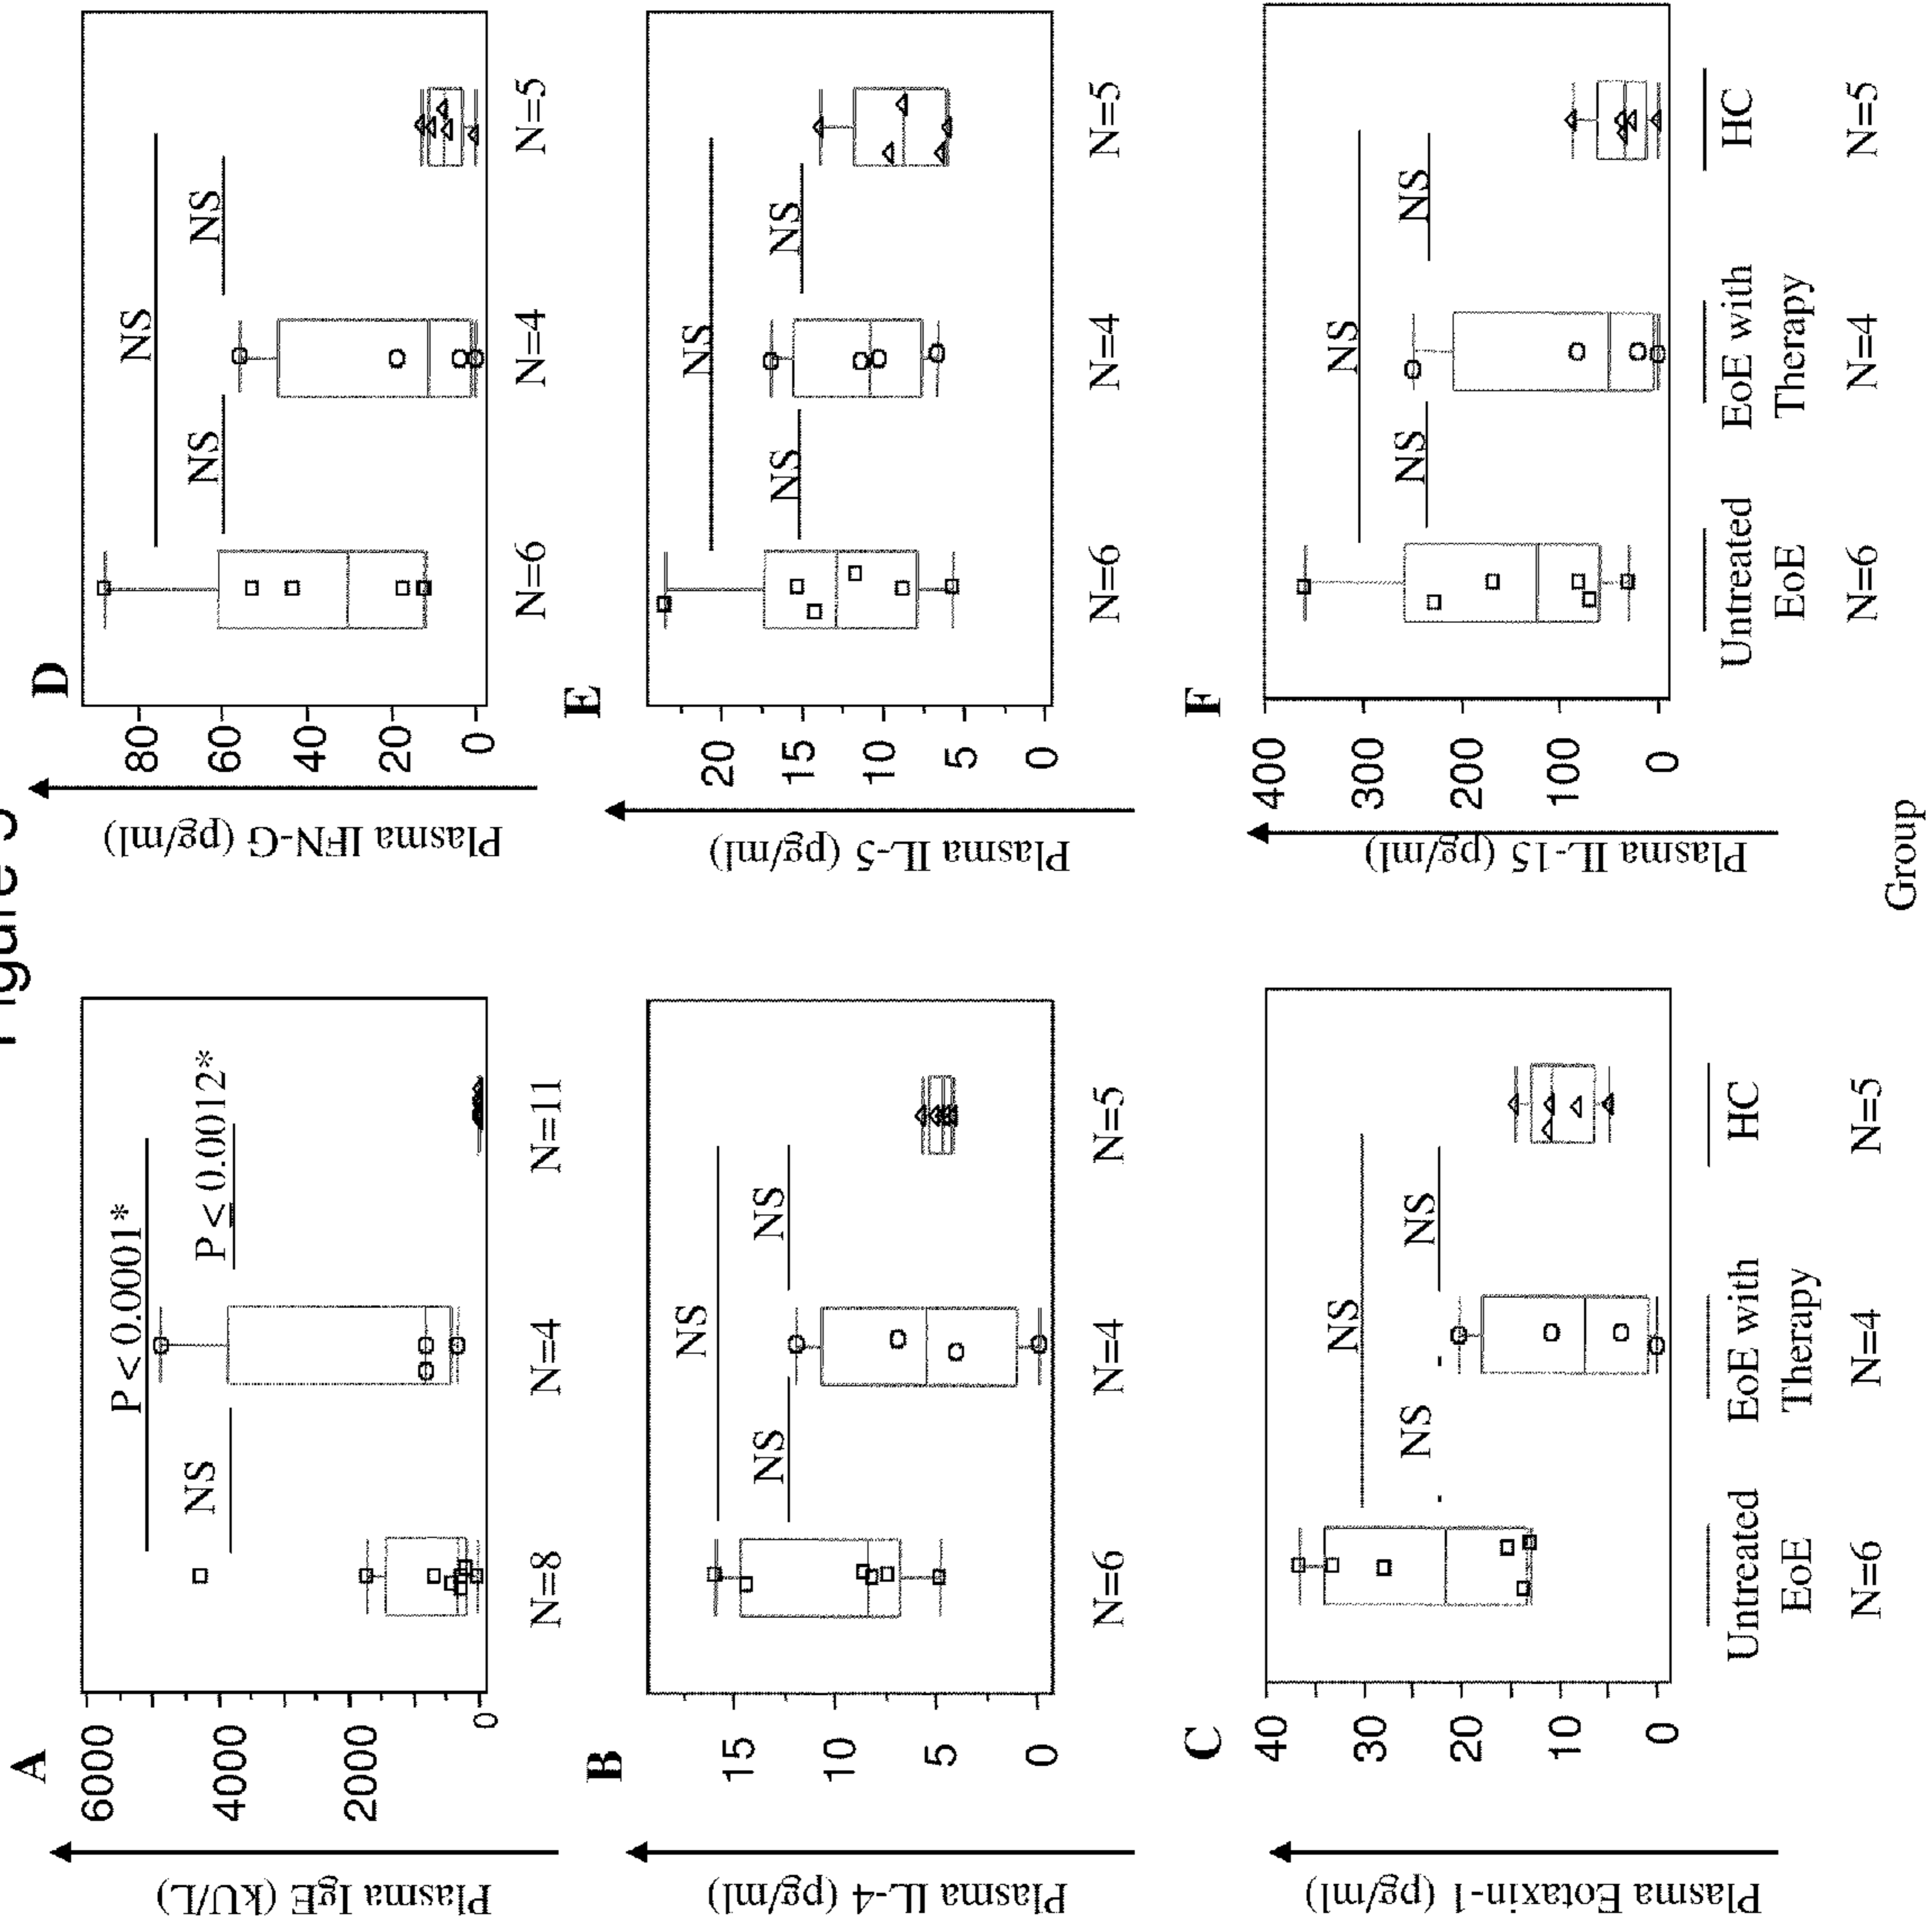 Figure 3
A
Plasma IgE (kU/L)
6000
4000
2000
0
P < 0.0001*
NS
P < 0.0012*
N=8
N=4
N=11
B
Plasma IL-4 (pg/ml)
15
10
5
0
NS
NS
NS
N=6
N=4
N=5
C
Plasma Eotaxin-1 (pg/ml)
40
30
20
10
0
NS
NS
NS
Untreated
EoE
EoE with
Therapy
HC
N=6
N=4
N=5
D
Plasma IFN-G (pg/ml)
80
60
40
20
0
NS
NS
NS
N=6
N=4
N=5
E
Plasma IL-5 (pg/ml)
20
15
10
5
0
NS
NS
NS
N=6
N=4
N=5
F
Plasma IL-15 (pg/ml)
400
300
200
100
0
NS
NS
NS
Untreated
EoE
EoE with
Therapy
HC
N=6
N=4
N=5
Group